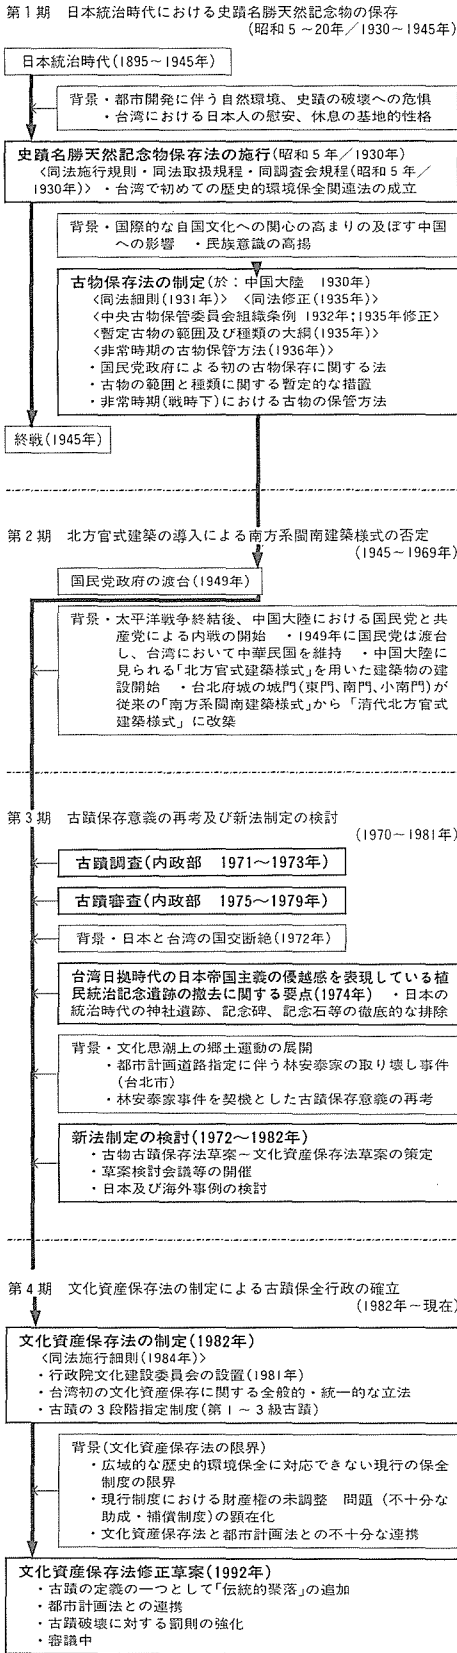 第1期 日本統治時代における史蹟名勝天然記念物の保存
(昭和5～20年／1930～1945年)
日本統治時代(1895～1945年)
背景・都市開発に伴う自然環境、史蹟の破壊への危惧
・台湾における日本人の慰安、休息の基地的性格
史蹟名勝天然記念物保存法の施行(昭和5年／1930年)
<同法施行規則・同法取扱規程・同調査会規程(昭和5年／
1930年)> ・台湾で初めての歴史的環境保全関連法の成立
背景・国際的な自国文化への関心の高まりの及ぼす中国
への影響 ・民族意識の高揚
古物保存法の制定(於：中国大陸 1930年)
<同法細則(1931年)> <同法修正(1935年)>
<中央古物保管委員会組織条例 1932年；1935年修正>
<暫定古物の範囲及び種類の大綱(1935年)>
<非常時期の古物保管方法(1936年)>
・国民党政府による初の古物保存に関する法
・古物の範囲と種類に関する暫定的な措置
・非常時期(戦時下)における古物の保管方法
終戦(1945年)
第2期 北方官式建築の導入による南方系閩南建築様式の否定
(1945～1969年)
国民党政府の渡台(1949年)
背景・太平洋戦争終結後、中国大陸における国民党と共
産党による内戦の開始 ・1949年に国民党は渡台
し、台湾において中華民国を維持 ・中国大陸に
見られる「北方官式建築様式」を用いた建築物の建
設開始 ・台北府城の城門(東門、南門、小南門)が
従来の「南方系閩南建築様式」から「清代北方官式
建築様式」に改築
第3期 古蹟保存意義の再考及び新法制定の検討
(1970～1981年)
古蹟調査(内政部 1971～1973年)
古蹟審査(内政部 1975～1979年)
背景・日本と台湾の国交断絶(1972年)
台湾日拠時代の日本帝国主義の優越感を表現している植
民統治記念遺跡の撤去に関する要点(1974年) ・日本の
統治時代の神社遺跡、記念碑、記念石等の徹底的な排除
背景・文化思潮上の郷土運動の展開
・都市計画道路指定に伴う林安泰家の取り壊し事件
(台北市)
・林安泰家事件を契機とした古蹟保存意義の再考
新法制定の検討(1972～1982年)
・古物古蹟保存法草案～文化資産保存法草案の策定
・草案検討会議等の開催
・日本及び海外事例の検討
第4期 文化資産保存法の制定による古蹟保全行政の確立
(1982年～現在)
文化資産保存法の制定(1982年)
<同法施行細則(1984年)>
・行政院文化建設委員会の設置(1981年)
・台湾初の文化資産保存に関する全般的・統一的な立法
・古蹟の3段階指定制度(第1～3級古蹟)
背景(文化資産保存法の限界)
・広域的な歴史的環境保全に対応できない現行の保全
制度の限界
・現行制度における財産権の未調整 問題(不十分な
助成・補償制度)の顕在化
・文化資産保存法と都市計画法との不十分な連携
文化資産保存法修正草案(1992年)
・古蹟の定義の一つとして「伝統的聚落」の追加
・都市計画法との連携
・古蹟破壊に対する罰則の強化
・審議中